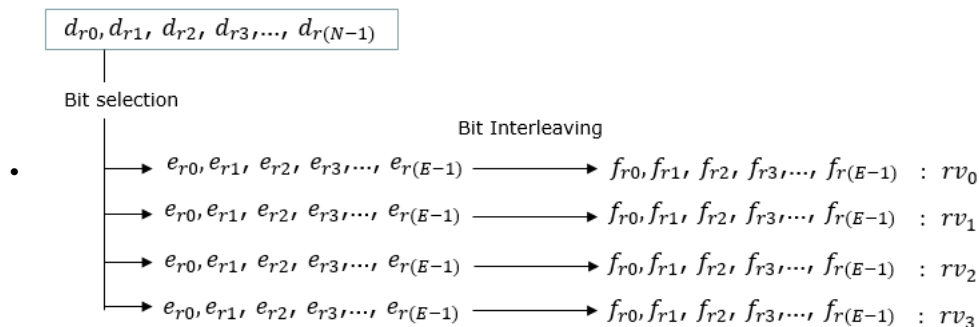 d_{r0}, d_{r1}, d_{r2}, d_{r3},..., d_{r(N-1)}
Bit selection
Bit Interleaving
• e_{r0}, e_{r1}, e_{r2}, e_{r3},..., e_{r(E-1)} f_{r0}, f_{r1}, f_{r2}, f_{r3},..., f_{r(E-1)} : rv_0
e_{r0}, e_{r1}, e_{r2}, e_{r3},..., e_{r(E-1)} f_{r0}, f_{r1}, f_{r2}, f_{r3},..., f_{r(E-1)} : rv_1
e_{r0}, e_{r1}, e_{r2}, e_{r3},..., e_{r(E-1)} f_{r0}, f_{r1}, f_{r2}, f_{r3},..., f_{r(E-1)} : rv_2
e_{r0}, e_{r1}, e_{r2}, e_{r3},..., e_{r(E-1)} f_{r0}, f_{r1}, f_{r2}, f_{r3},..., f_{r(E-1)} : rv_3